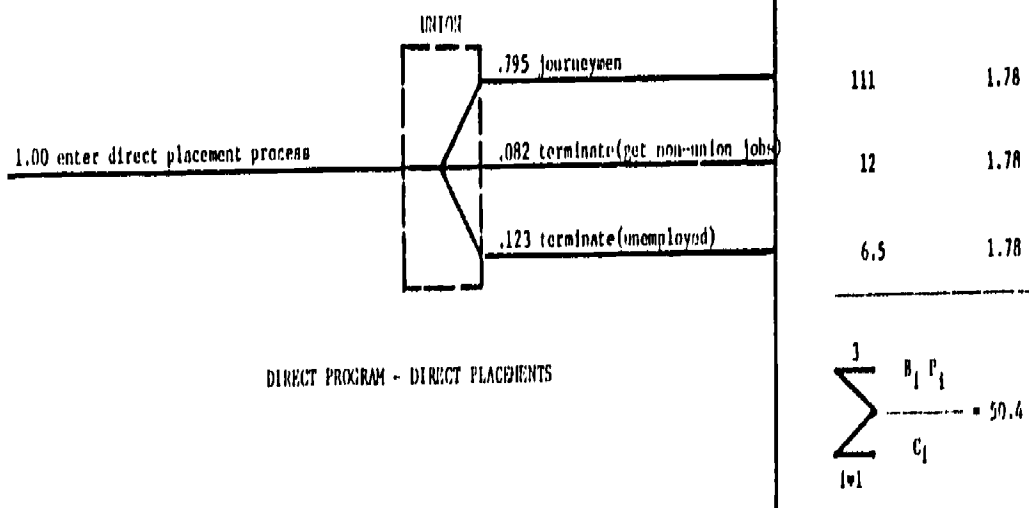 UNION
.795 journeymen 111 1.78
1.00 enter direct placement process .082 terminate(get non-union jobs) 12 1.78
.123 terminate(unemployed) 6.5 1.78
DIRECT PROGRAM - DIRECT PLACEMENTS
3
B_i P_i
∑ ———— = 50.4
C_i
i=1